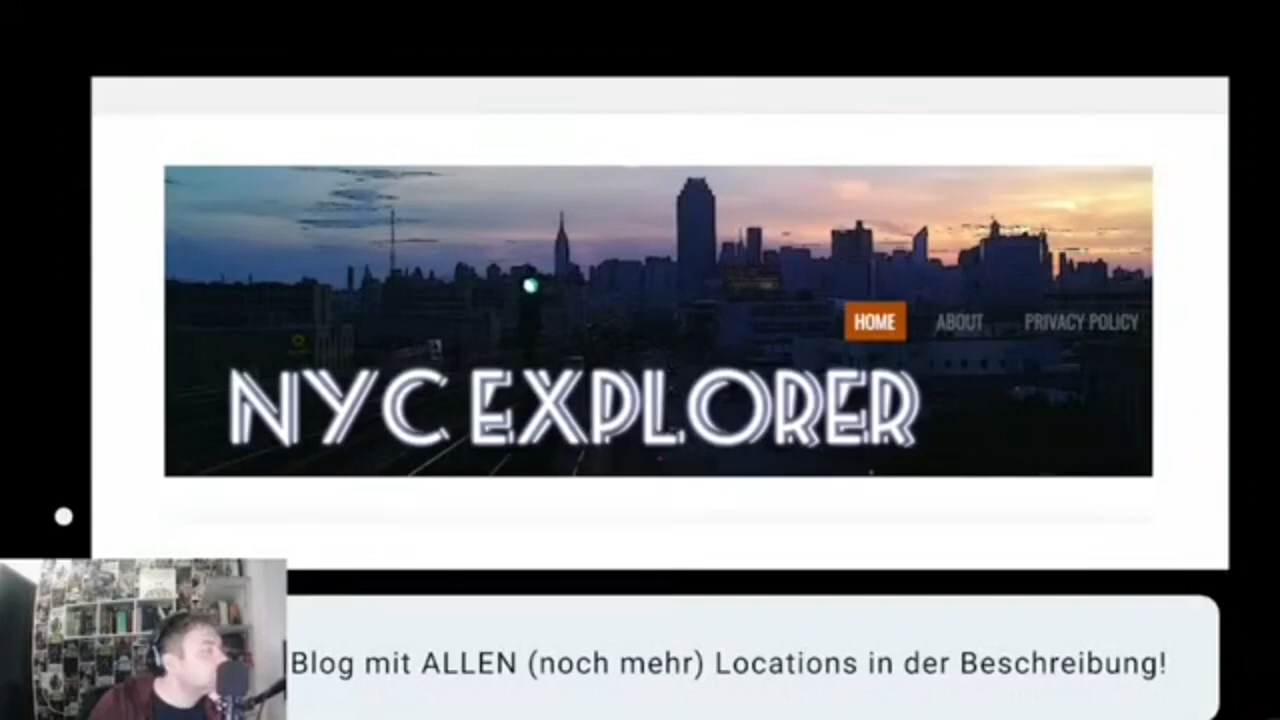 HOME ABOUT PRIVACY POLICY
NYC EXPLORER
Blog mit ALLEN (noch mehr) Locations in der Beschreibung!